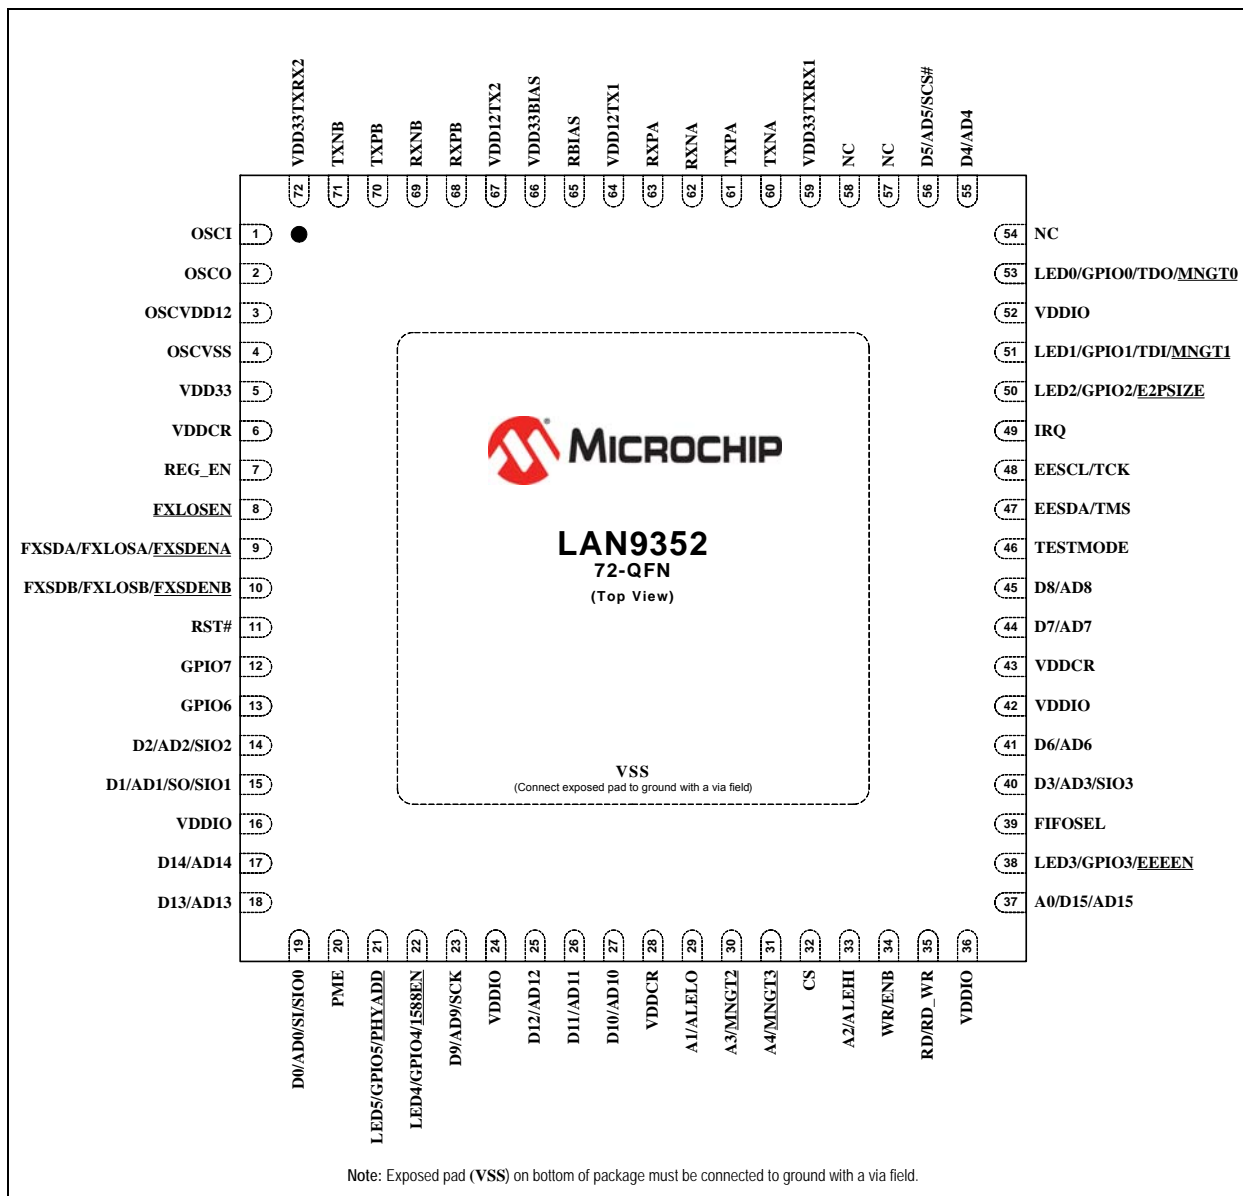 VDD33TXRX2
TXNB
TXPB
RXNB
RXPB
VDD12TX2
VDD33BIAS
RBIAS
VDD12TX1
RXPA
RXNA
TXPA
TXNA
VDD33TXRX1
NC
NC
D5/AD5/SCS#
D4/AD4
72 71 70 69 68 67 66 65 64 63 62 61 60 59 58 57 56 55
OSCI 1
OSCO 2
OSCVDD12 3
OSCVSS 4
VDD33 5
VDDCR 6
REG_EN 7
FXLOSEN 8
FXSDA/FXLOSA/FXSDENA 9
FXSDB/FXLOSB/FXSDENB 10
RST# 11
GPIO7 12
GPIO6 13
D2/AD2/SIO2 14
D1/AD1/SO/SIO1 15
VDDIO 16
D14/AD14 17
D13/AD13 18
MICROCHIP
®
LAN9352
72-QFN
(Top View)
VSS
(Connect exposed pad to ground with a via field)
54 NC
53 LED0/GPIO0/TDO/MNGT0
52 VDDIO
51 LED1/GPIO1/TDI/MNGT1
50 LED2/GPIO2/E2PSIZE
49 IRQ
48 EESCL/TCK
47 EESDA/TMS
46 TESTMODE
45 D8/AD8
44 D7/AD7
43 VDDCR
42 VDDIO
41 D6/AD6
40 D3/AD3/SIO3
39 FIFOSEL
38 LED3/GPIO3/EEEEN
37 A0/D15/AD15
19 20 21 22 23 24 25 26 27 28 29 30 31 32 33 34 35 36
D0/AD0/SI/SIO0
PME
LED5/GPIO5/PHYADD
LED4/GPIO4/1588EN
D9/AD9/SCK
VDDIO
D12/AD12
D11/AD11
D10/AD10
VDDCR
A1/ALELO
A3/MNGT2
A4/MNGT3
CS
A2/ALEHI
WR/ENB
RD/RD_WR
VDDIO
Note: Exposed pad (VSS) on bottom of package must be connected to ground with a via field.